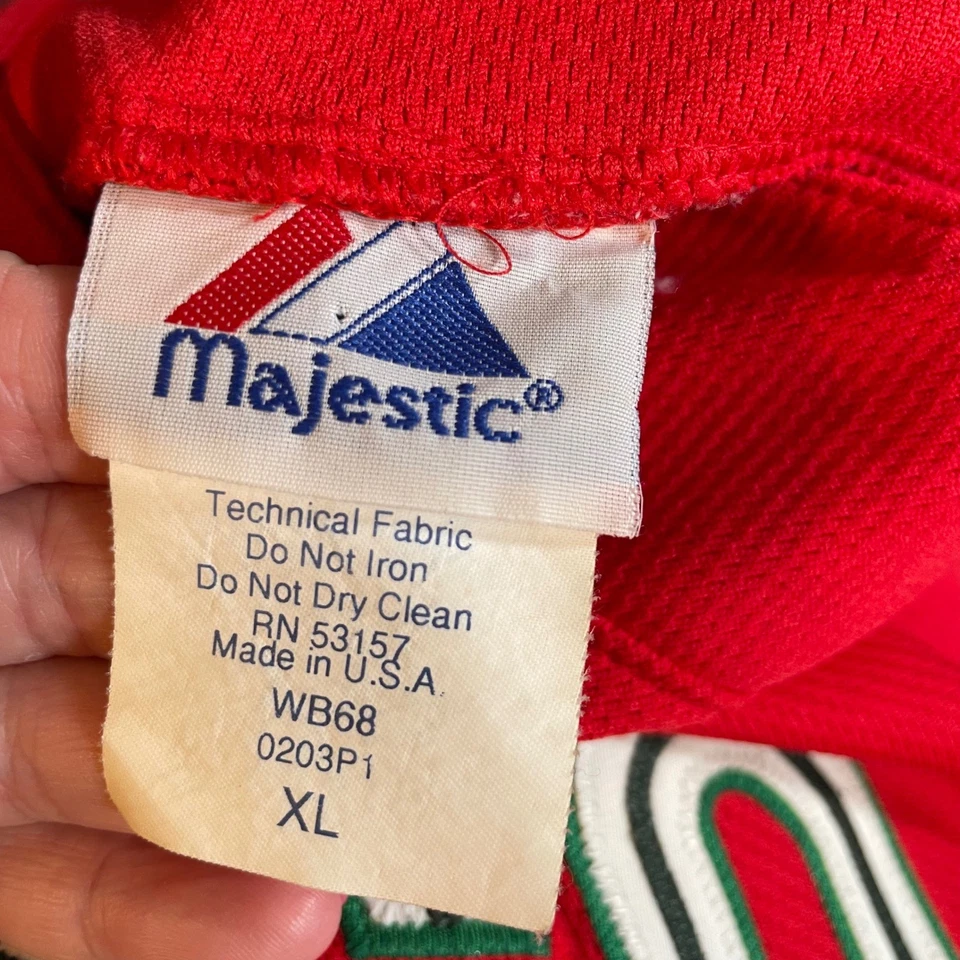 Majestic®
Technical Fabric
Do Not Iron
Do Not Dry Clean
RN 53157
Made in U.S.A.
WB68
0203P1
XL